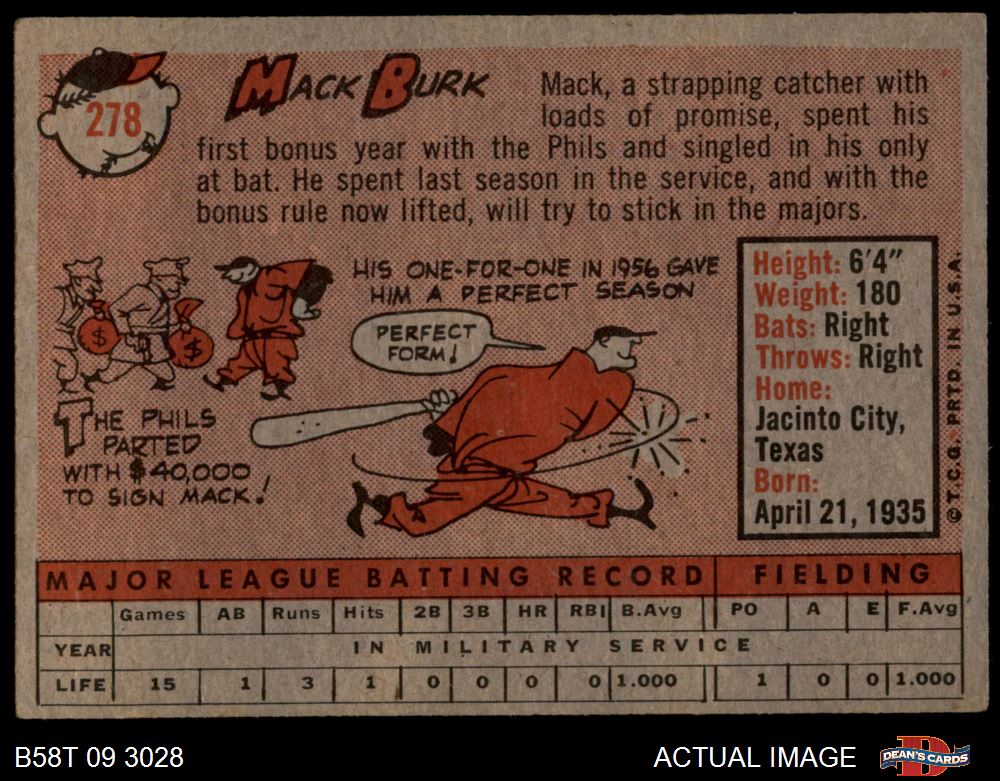 278
MACK BURK
Mack, a strapping catcher with
loads of promise, spent his
first bonus year with the Phils and singled in his only
at bat. He spent last season in the service, and with the
bonus rule now lifted, will try to stick in the majors.
$
$
THE PHILS
PARTED
WITH $40,000
TO SIGN MACK!
HIS ONE-FOR-ONE IN 1956 GAVE
HIM A PERFECT SEASON
PERFECT
FORM!
Height: 6'4"
Weight: 180
Bats: Right
Throws: Right
Home:
Jacinto City,
Texas
Born:
April 21, 1935
© T.C.G. PRTD. IN U.S.A.
MAJOR LEAGUE BATTING RECORD FIELDING
Games AB Runs Hits 2B 3B HR RBI B.Avg PO A E F.Avg
YEAR IN MILITARY SERVICE
LIFE 15 1 3 1 0 0 0 0 1.000 1 0 0 1.000
B58T 09 3028
ACTUAL IMAGE
D
DEAN'S CARDS